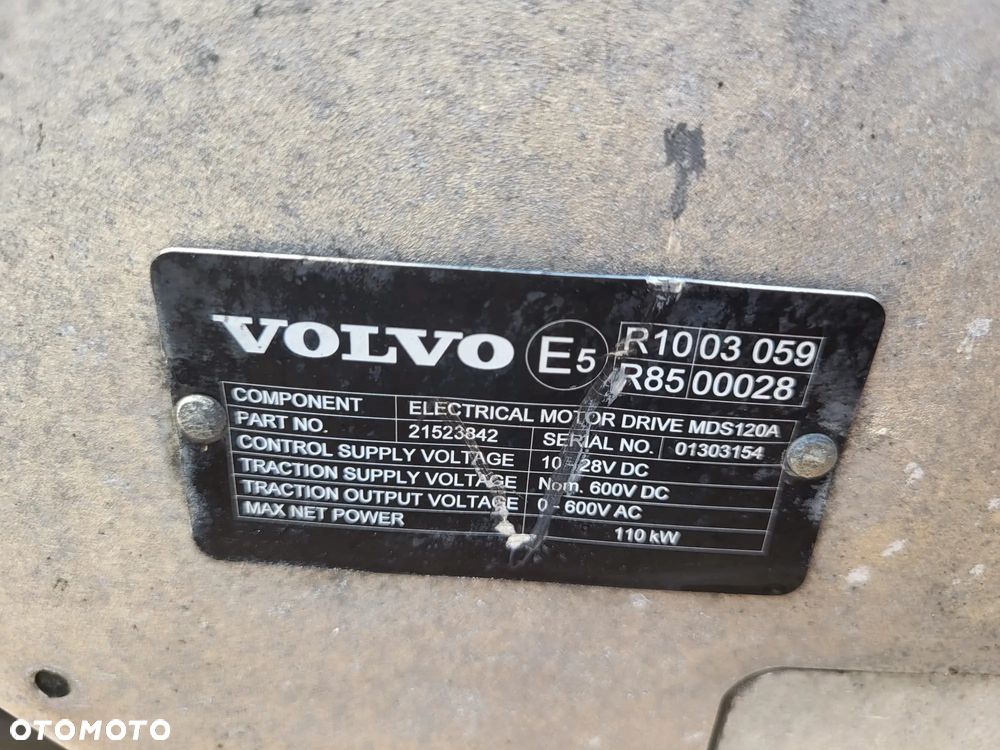 VOLVO E5 R10 03 059
R85 00028
COMPONENT ELECTRICAL MOTOR DRIVE MDS120A
PART NO. 21523842 SERIAL NO. 01303154
CONTROL SUPPLY VOLTAGE 10 - 28V DC
TRACTION SUPPLY VOLTAGE Nom. 600V DC
TRACTION OUTPUT VOLTAGE 0 - 600V AC
MAX NET POWER 110 kW
OTOMOTO